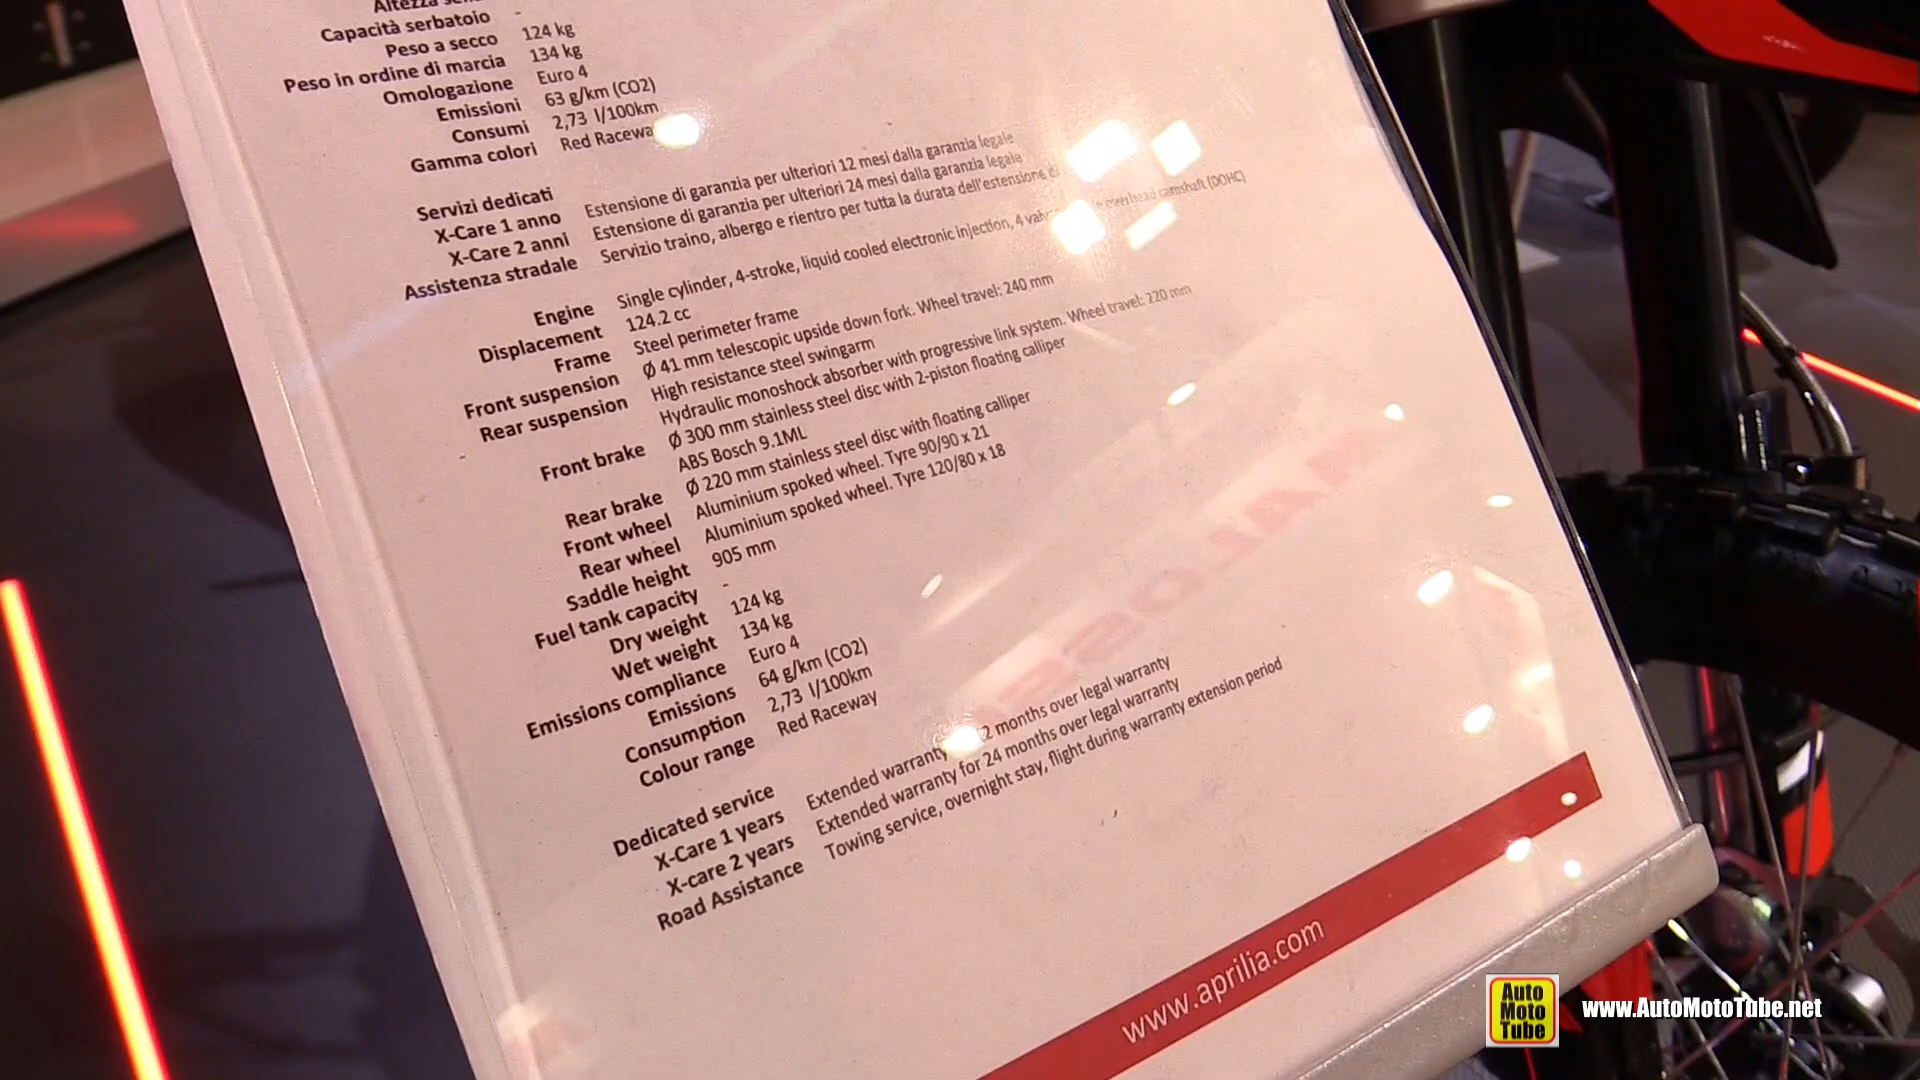 Capacità serbatoio -
Peso a secco 124 kg
Peso in ordine di marcia 134 kg
Omologazione Euro 4
Emissioni 63 g/km (CO2)
Consumi 2,73 l/100km
Gamma colori Red Raceway
Servizi dedicati
X-Care 1 anno Estensione di garanzia per ulteriori 12 mesi dalla garanzia legale
X-Care 2 anni Estensione di garanzia per ulteriori 24 mesi dalla garanzia legale
Assistenza stradale Servizio traino, albergo e rientro per tutta la durata dell'estensione di
Engine Single cylinder, 4-stroke, liquid cooled electronic injection, 4 overhead camshaft (DOHC)
Displacement 124.2 cc
Frame Steel perimeter frame
Front suspension Ø 41 mm telescopic upside down fork. Wheel travel: 240 mm
Rear suspension High resistance steel swingarm
Hydraulic monoshock absorber with progressive link system. Wheel travel: 220 mm
Front brake Ø 300 mm stainless steel disc with 2-piston floating calliper
ABS Bosch 9.1ML
Rear brake Ø 220 mm stainless steel disc with floating calliper
Front wheel Aluminium spoked wheel. Tyre 90/90 x 21
Rear wheel Aluminium spoked wheel. Tyre 120/80 x 18
Saddle height 905 mm
Fuel tank capacity -
Dry weight 124 kg
Wet weight 134 kg
Emissions compliance Euro 4
Emissions 64 g/km (CO2)
Consumption 2,73 l/100km
Colour range Red Raceway
Dedicated service
X-Care 1 years Extended warranty 2 months over legal warranty
X-care 2 years Extended warranty for 24 months over legal warranty
Road Assistance Towing service, overnight stay, flight during warranty extension period
www.aprilia.com
Auto
Moto
Tube
www.AutoMotoTube.net